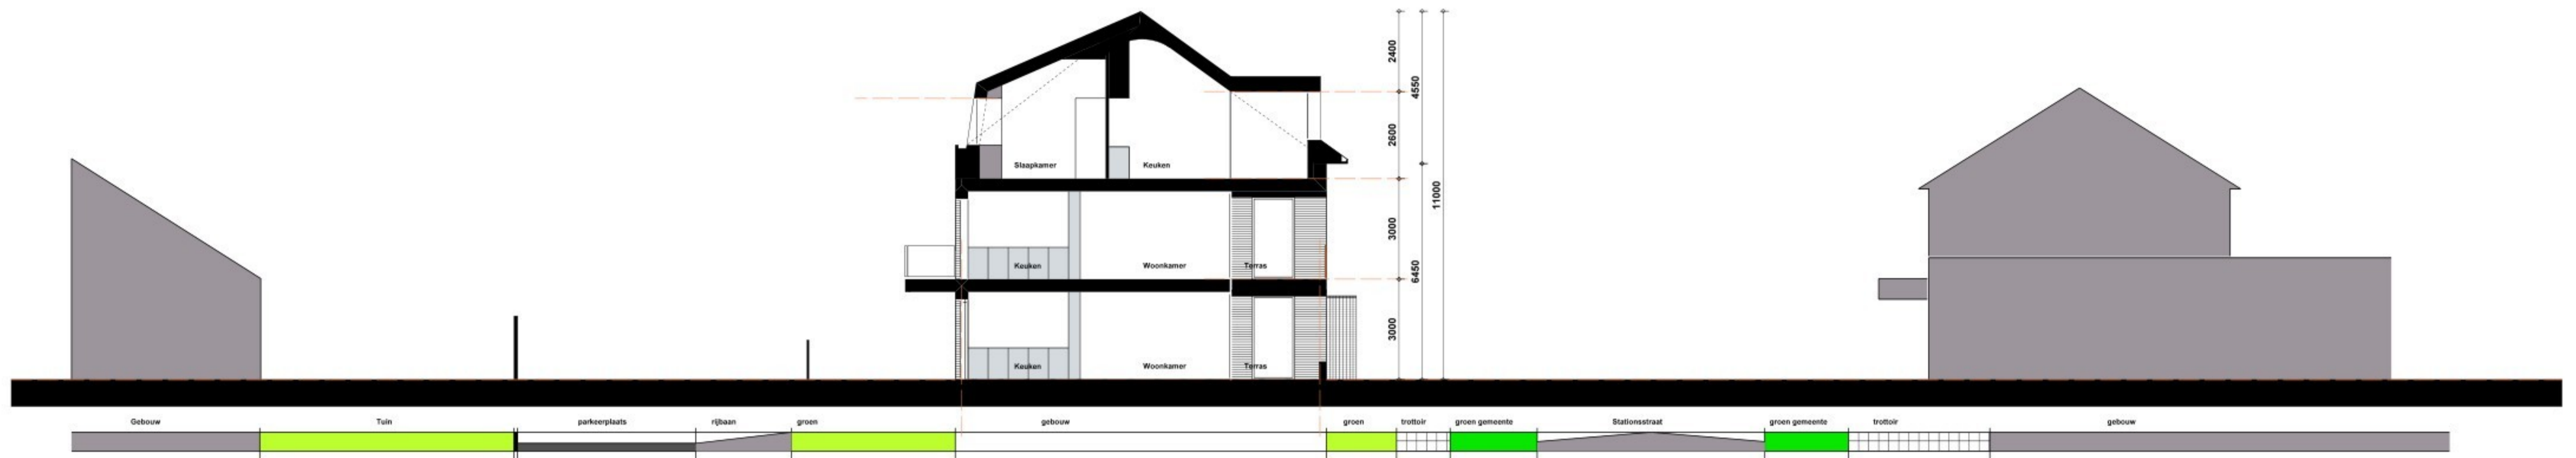 2400
4550
2600
Slaapkamer
Keuken
11000
3000
6450
Keuken
Woonkamer
Terras
3000
Keuken
Woonkamer
Terras
Gebouw
Tuin
parkeerplaats
rijbaan
groen
gebouw
groen
trottoir
groen gemeente
Stationsstraat
groen gemeente
trottoir
gebouw